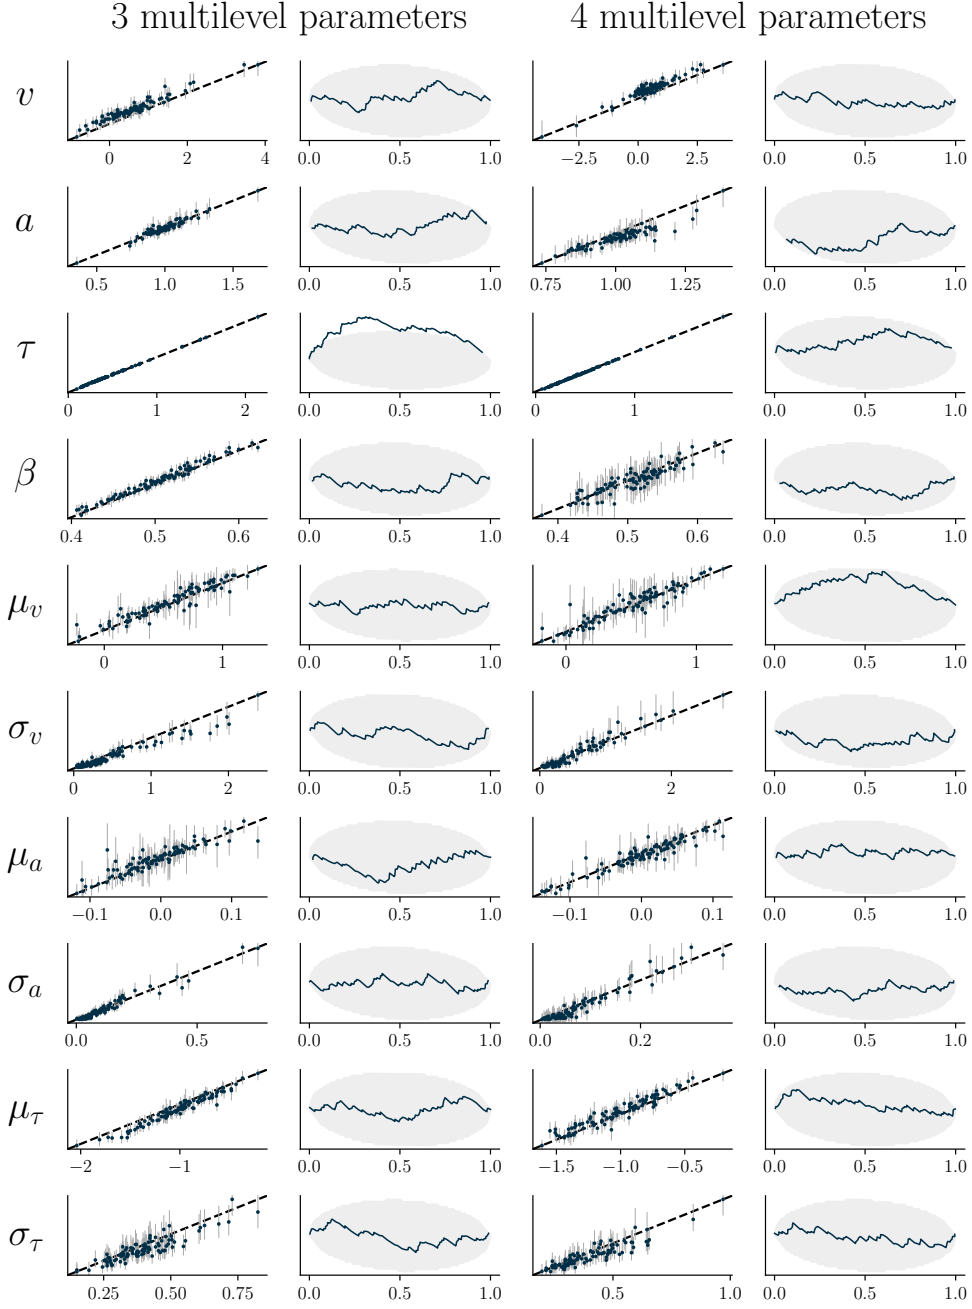 3 multilevel parameters 4 multilevel parameters
v
0 2 4 0.0 0.5 1.0 −2.5 0.0 2.5 0.0 0.5 1.0
a
0.5 1.0 1.5 0.0 0.5 1.0 0.75 1.00 1.25 0.0 0.5 1.0
τ
0 1 2 0.0 0.5 1.0 0 1 0.0 0.5 1.0
β
0.4 0.5 0.6 0.0 0.5 1.0 0.4 0.5 0.6 0.0 0.5 1.0
μ_v
0 1 0.0 0.5 1.0 0 1 0.0 0.5 1.0
σ_v
0 1 2 0.0 0.5 1.0 0 2 0.0 0.5 1.0
μ_a
−0.1 0.0 0.1 0.0 0.5 1.0 −0.1 0.0 0.1 0.0 0.5 1.0
σ_a
0.0 0.5 0.0 0.5 1.0 0.0 0.2 0.0 0.5 1.0
μ_τ
−2 −1 0.0 0.5 1.0 −1.5 −1.0 −0.5 0.0 0.5 1.0
σ_τ
0.25 0.50 0.75 0.0 0.5 1.0 0.5 1.0 0.0 0.5 1.0